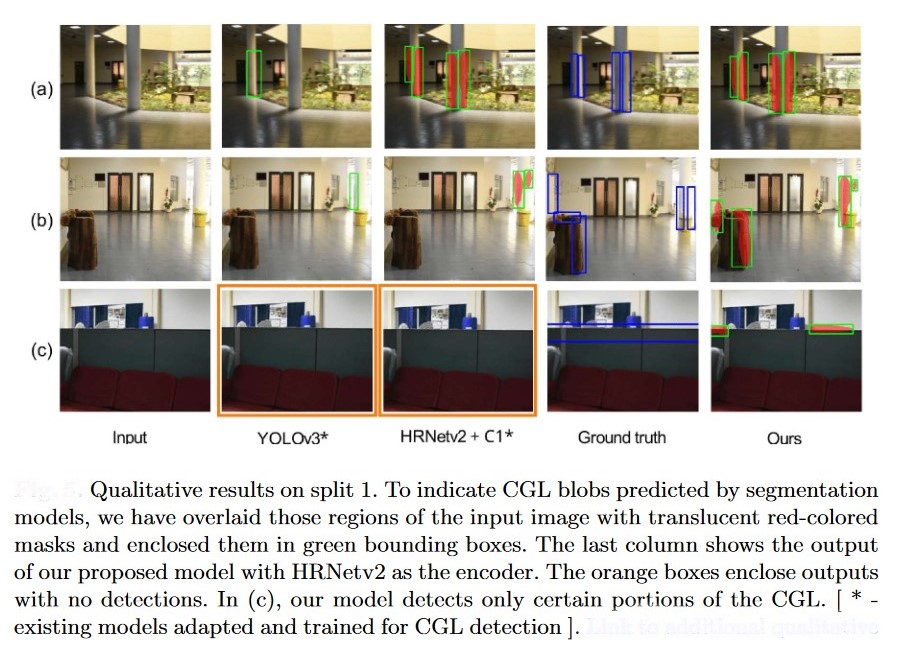 (a)
(b)
(c)
Input YOLOv3* HRNetv2 + C1* Ground truth Ours
Fig. 5. Qualitative results on split 1. To indicate CGL blobs predicted by segmentation
models, we have overlaid those regions of the input image with translucent red-colored
masks and enclosed them in green bounding boxes. The last column shows the output
of our proposed model with HRNetv2 as the encoder. The orange boxes enclose outputs
with no detections. In (c), our model detects only certain portions of the CGL. [ * -
existing models adapted and trained for CGL detection ]. Link to additional qualitative